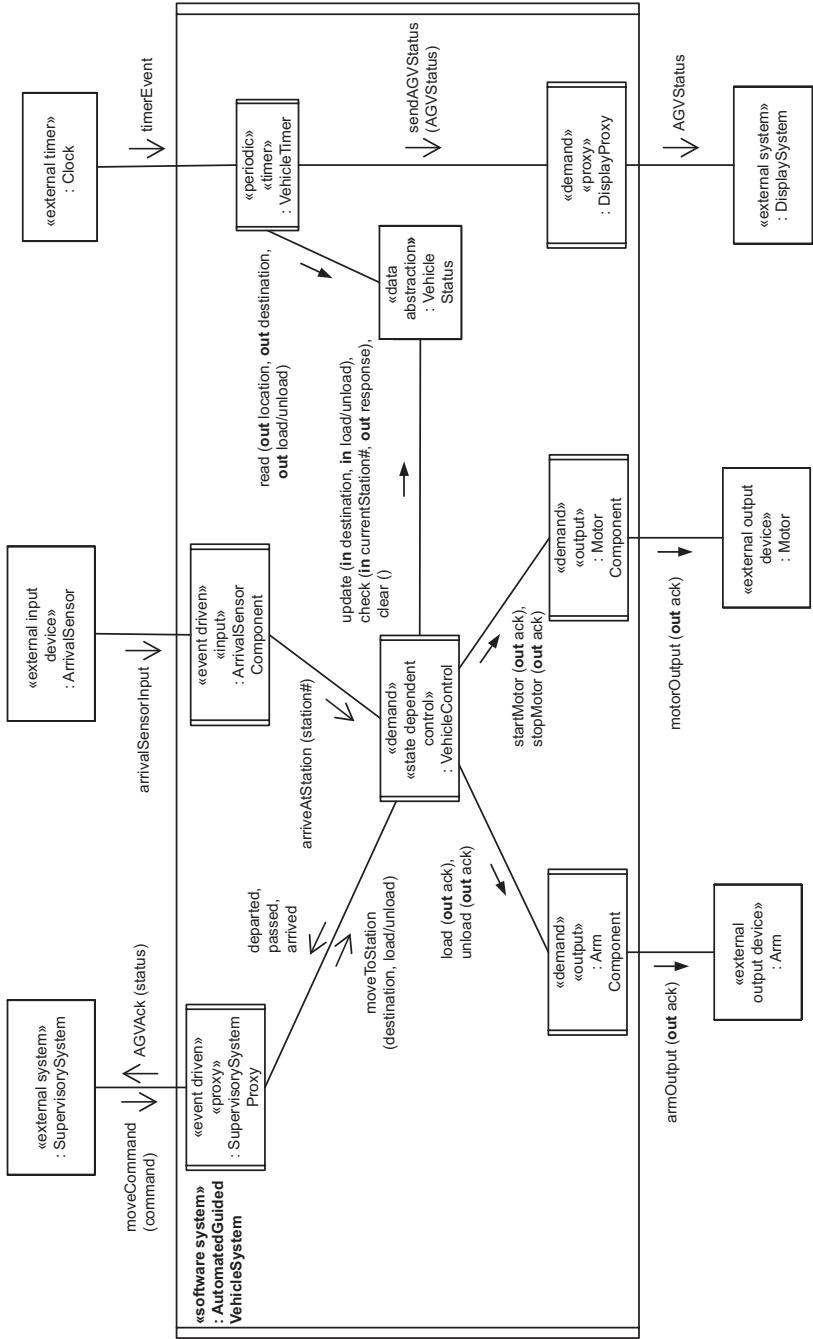 «external system»
: SupervisorySystem
moveCommand
(command)
AGVAck (status)
«external input
device»
: ArrivalSensor
arrivalSensorInput
«external timer»
: Clock
timerEvent
«software system»
: AutomatedGuided
VehicleSystem
«event driven»
«proxy»
: SupervisorySystem
Proxy
«event driven»
«input»
: ArrivalSensor
Component
«periodic»
«timer»
: VehicleTimer
departed,
passed,
arrived
moveToStation
(destination, load/unload)
arriveAtStation (station#)
read (out location, out destination,
out load/unload)
update (in destination, in load/unload),
check (in currentStation#, out response),
clear ()
«demand»
«state dependent
control»
: VehicleControl
«data
abstraction»
: Vehicle
Status
sendAGVStatus
(AGVStatus)
load (out ack),
unload (out ack)
startMotor (out ack),
stopMotor (out ack)
«demand»
«output»
: Arm
Component
«demand»
«output»
: Motor
Component
«demand»
«proxy»
: DisplayProxy
armOutput (out ack)
motorOutput (out ack)
AGVStatus
«external
output device»
: Arm
«external output
device»
: Motor
«external system»
: DisplaySystem